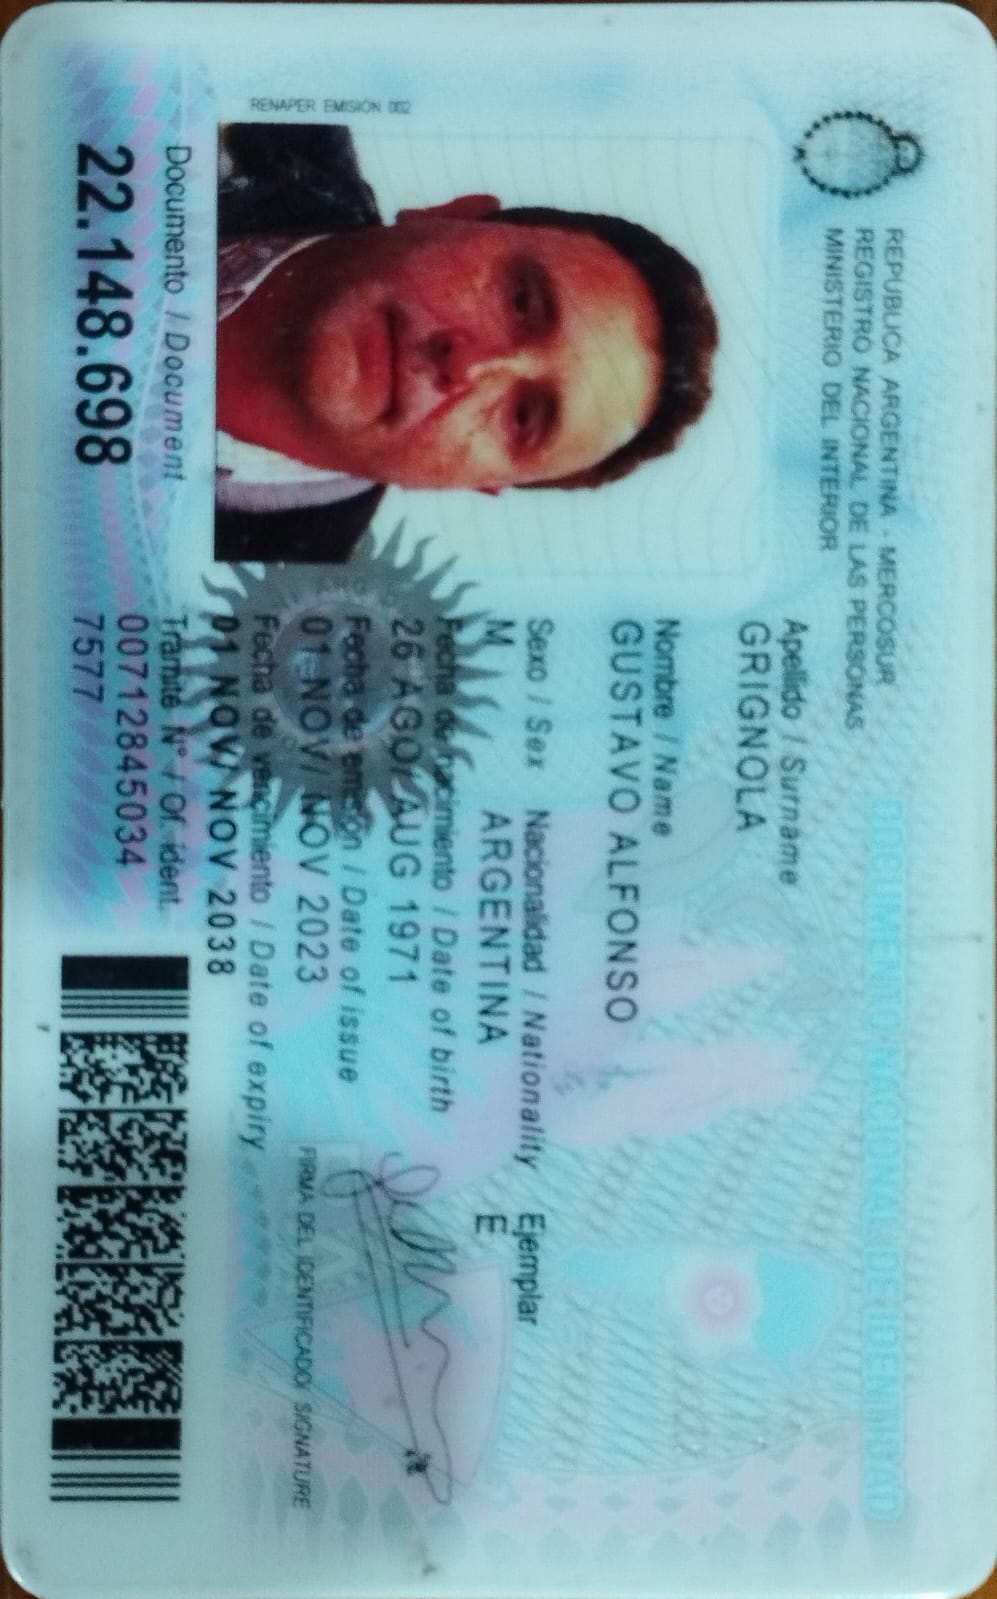 REPUBLICA ARGENTINA - MERCOSUR
REGISTRO NACIONAL DE LAS PERSONAS
MINISTERIO DEL INTERIOR
DOCUMENTO NACIONAL DE IDENTIDAD
RENAPER EMISIÓN 002
Apellido / Surname
GRIGNOLA
Nombre / Name
GUSTAVO ALFONSO
Sexo / Sex Nacionalidad / Nationality Ejemplar
M ARGENTINA E
Fecha de nacimiento / Date of birth
26 AGO/ AUG 1971
Fecha de emisión / Date of issue
01 NOV/ NOV 2023
Fecha de vencimiento / Date of expiry
01 NOV/ NOV 2038
FIRMA DEL IDENTIFICADO/ SIGNATURE
Documento / Document
22.148.698
Trámite N° / Of. ident.
00712845034
7577